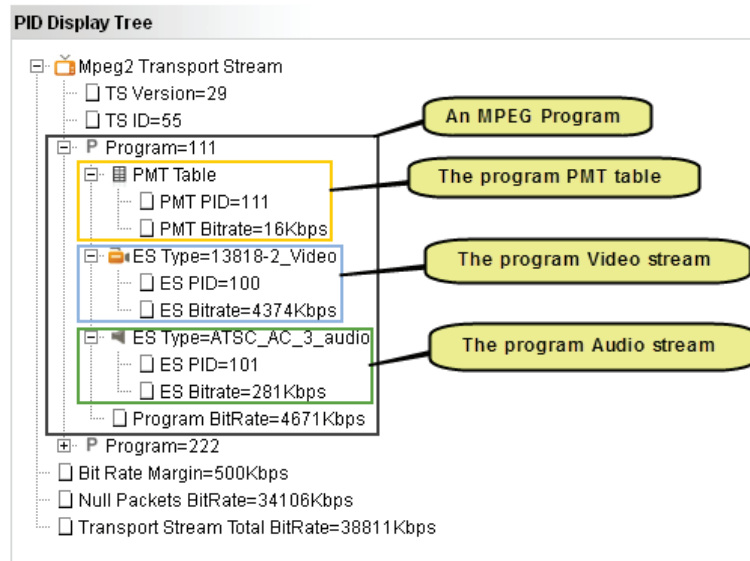 PID Display Tree
Mpeg2 Transport Stream
TS Version=29
TS ID=55
An MPEG Program
P Program=111
PMT Table
The program PMT table
PMT PID=111
PMT Bitrate=16Kbps
ES Type=13818-2_Video
The program Video stream
ES PID=100
ES Bitrate=4374Kbps
ES Type=ATSC_AC_3_audio
The program Audio stream
ES PID=101
ES Bitrate=281Kbps
Program BitRate=4671Kbps
P Program=222
Bit Rate Margin=500Kbps
Null Packets BitRate=34106Kbps
Transport Stream Total BitRate=38811Kbps